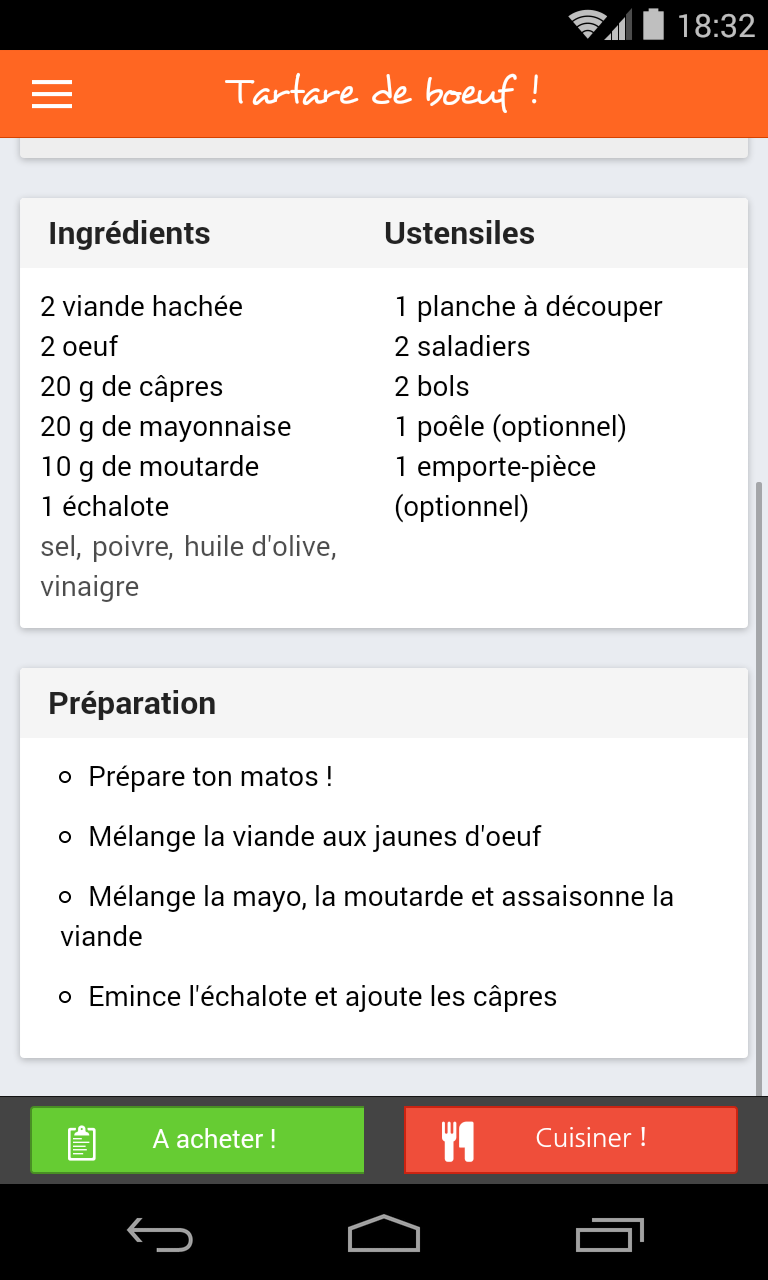 18:32
Tartare de boeuf !
Ingrédients
Ustensiles
2 viande hachée
2 oeuf
20 g de câpres
20 g de mayonnaise
10 g de moutarde
1 échalote
sel, poivre, huile d'olive,
vinaigre
1 planche à découper
2 saladiers
2 bols
1 poêle (optionnel)
1 emporte-pièce
(optionnel)
Préparation
Prépare ton matos !
Mélange la viande aux jaunes d'oeuf
Mélange la mayo, la moutarde et assaisonne la
viande
Emince l'échalote et ajoute les câpres
A acheter !
Cuisiner !